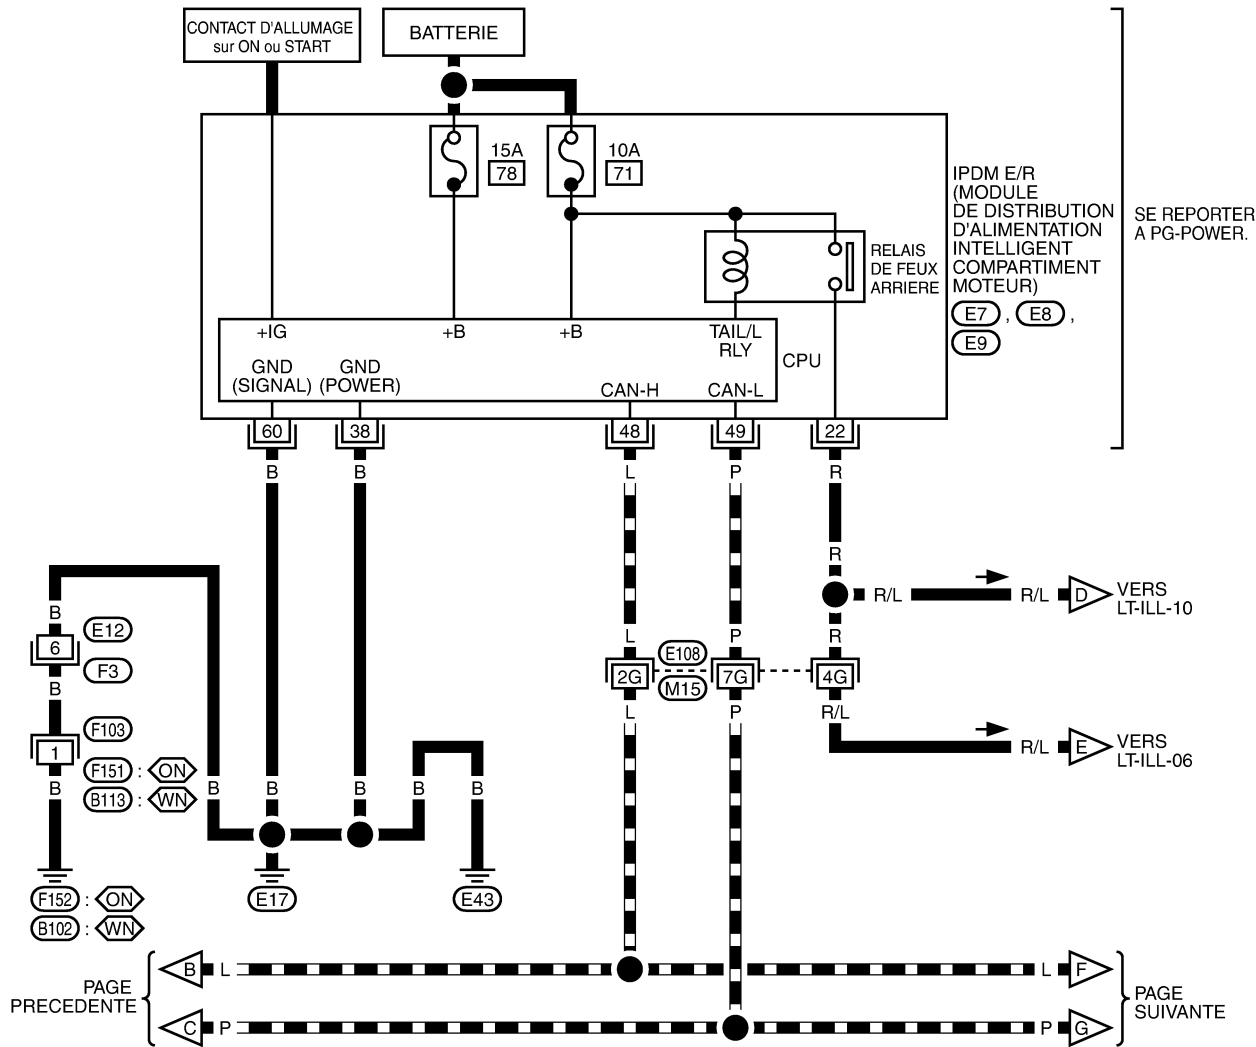 CONTACT D'ALLUMAGE
sur ON ou START
BATTERIE
15A
78
10A
71
IPDM E/R
(MODULE
DE DISTRIBUTION
D'ALIMENTATION
INTELLIGENT
COMPARTIMENT
MOTEUR)
E7 , E8 ,
E9
SE REPORTER
A PG-POWER.
RELAIS
DE FEUX
ARRIERE
+IG
+B
+B
TAIL/L
RLY
CPU
GND
(SIGNAL)
GND
(POWER)
CAN-H
CAN-L
60
38
48
49
22
B
B
L
P
R
R
R/L
R/L
D
VERS
LT-ILL-10
B
6
E12
F3
B
L
P
R
2G
E108
M15
7G
4G
L
P
R/L
F103
1
F151 : ON
B113 : WN
B
B
B
B
B
B
R/L
E
VERS
LT-ILL-06
F152 : ON
B102 : WN
E17
E43
PAGE
PRECEDENTE
B
L
L
F
C
P
P
G
PAGE
SUIVANTE